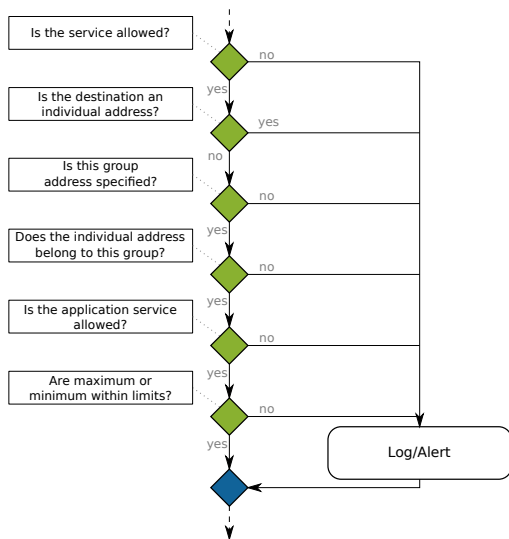 Is the service allowed?
no
yes
Is the destination an
individual address?
yes
no
Is this group
address specified?
no
yes
Does the individual address
belong to this group?
no
yes
Is the application service
allowed?
no
yes
Are maximum or
minimum within limits?
no
yes
Log/Alert